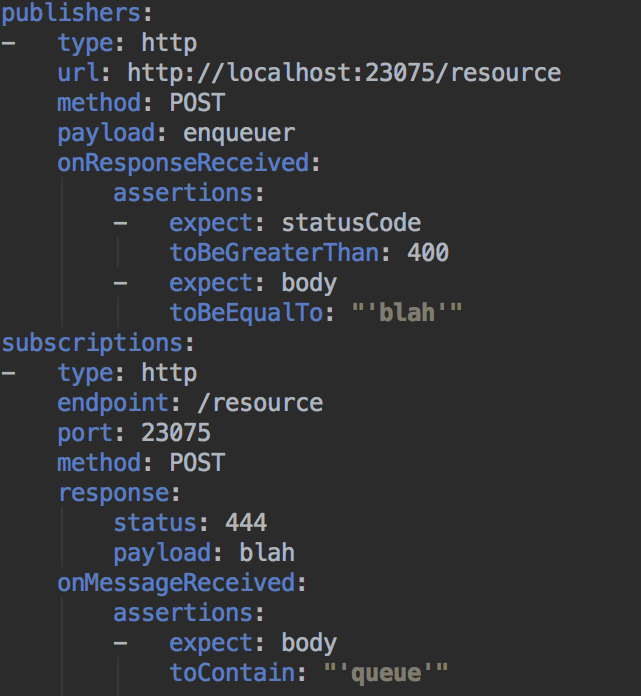 publishers:
-   type: http
    url: http://localhost:23075/resource
    method: POST
    payload: enqueuer
    onResponseReceived:
        assertions:
        -   expect: statusCode
            toBeGreaterThan: 400
        -   expect: body
            toBeEqualTo: "'blah'"
subscriptions:
-   type: http
    endpoint: /resource
    port: 23075
    method: POST
    response:
        status: 444
        payload: blah
    onMessageReceived:
        assertions:
        -   expect: body
            toContain: "'queue'"